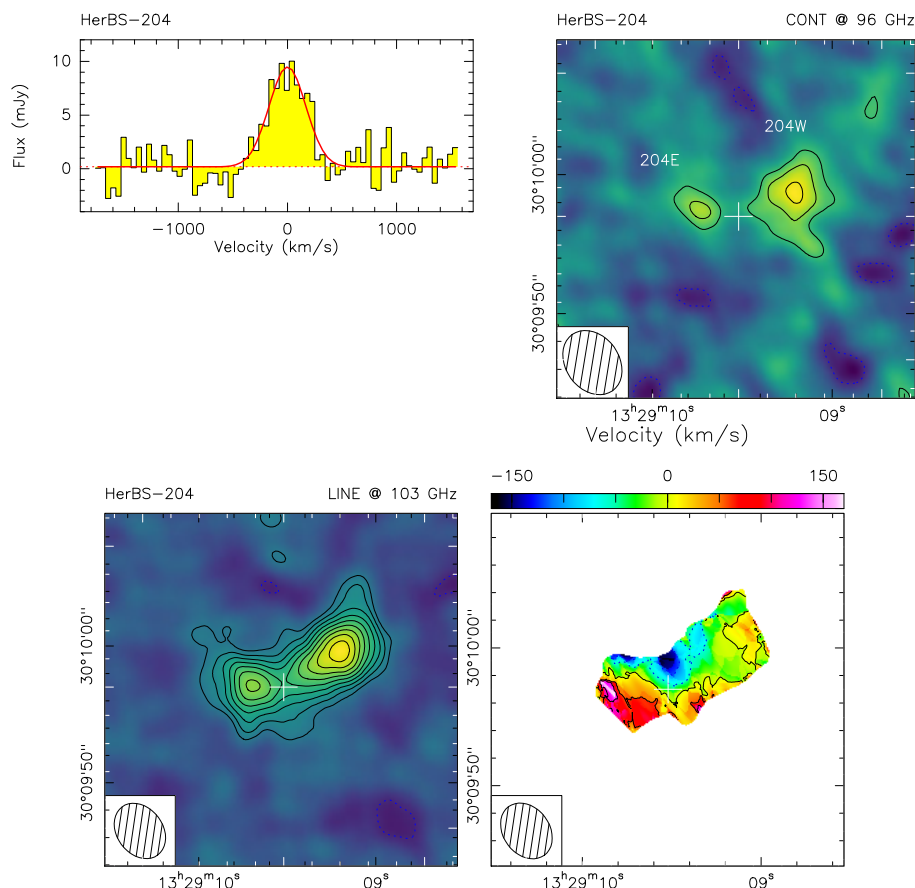 HerBS−204
HerBS−204 CONT @ 96 GHz
10
5
0
Flux (mJy)
−1000 0 1000
Velocity (km/s)
204W
204E
30°10'00''
30°09'50''
13h29m10s 09s
Velocity (km/s)
HerBS−204 LINE @ 103 GHz
−150 0 150
30°10'00''
30°09'50''
13h29m10s 09s
30°10'00''
30°09'50''
13h29m10s 09s